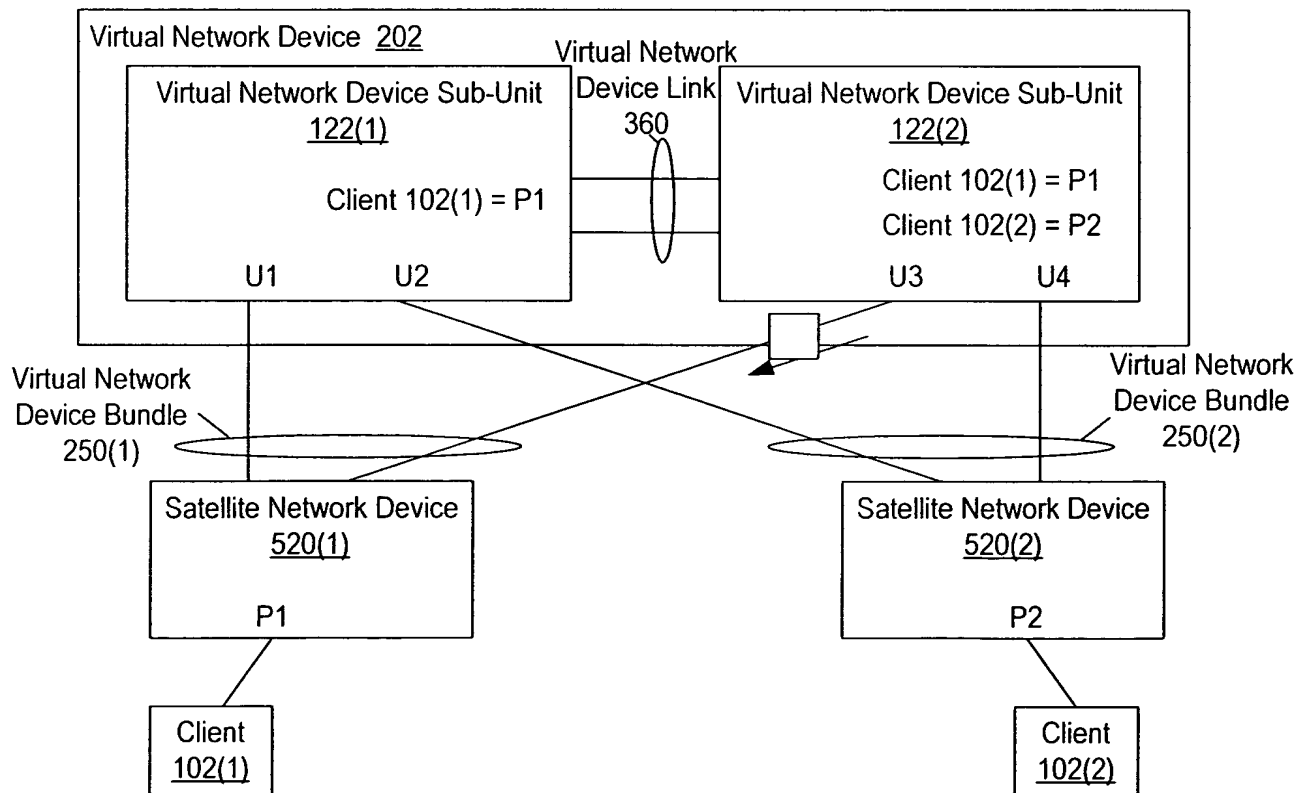 Virtual Network Device 202
Virtual Network
Device Link
360
Virtual Network Device Sub-Unit
122(1)
Client 102(1) = P1
U1 U2
Virtual Network Device Sub-Unit
122(2)
Client 102(1) = P1
Client 102(2) = P2
U3 U4
Virtual Network
Device Bundle
250(1)
Virtual Network
Device Bundle
250(2)
Satellite Network Device
520(1)
P1
Satellite Network Device
520(2)
P2
Client
102(1)
Client
102(2)